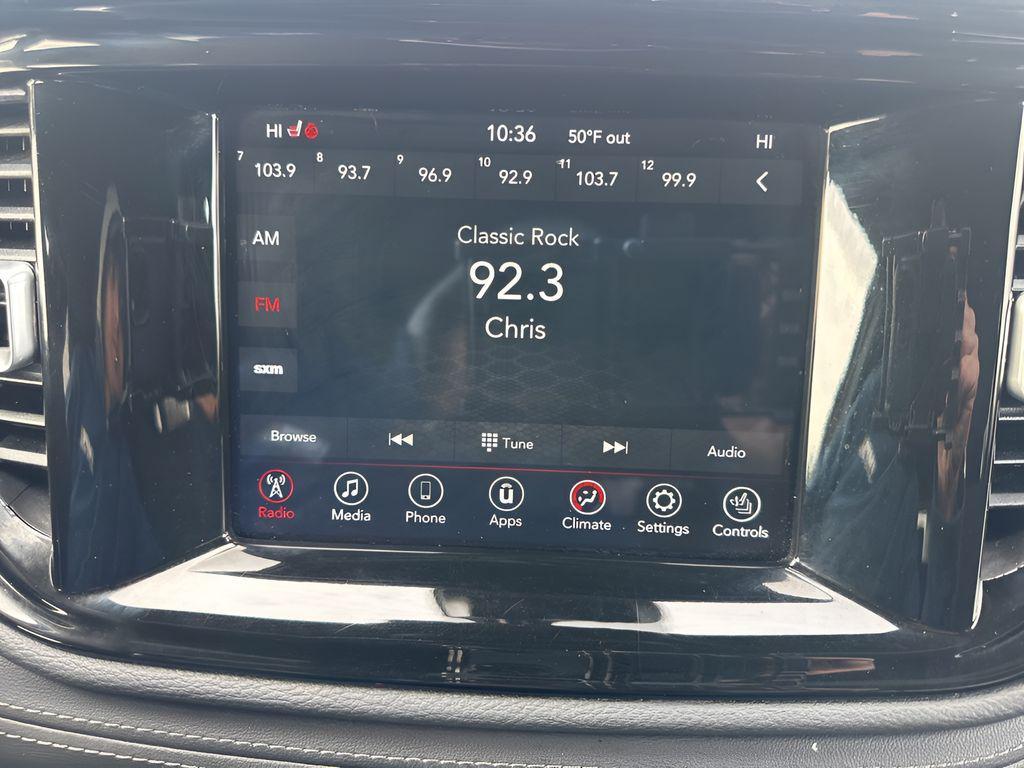 HI 10:36 50°F out HI
7 103.9 8 93.7 9 96.9 10 92.9 11 103.7 12 99.9
AM
Classic Rock
92.3
FM
Chris
sxm
Browse Tune Audio
Radio Media Phone Apps Climate Settings Controls